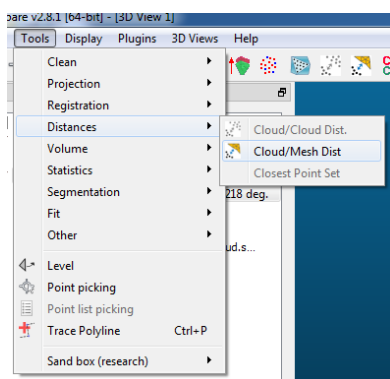 pare v2.8.1 [64-bit] - [3D View 1]
Tools Display Plugins 3D Views Help
Clean
Projection
Registration
Distances
Cloud/Cloud Dist.
Volume
Cloud/Mesh Dist
Statistics
Closest Point Set
Segmentation
218 deg.
Fit
Other
ud.s...
Level
Point picking
Point list picking
Trace Polyline Ctrl+P
Sand box (research)